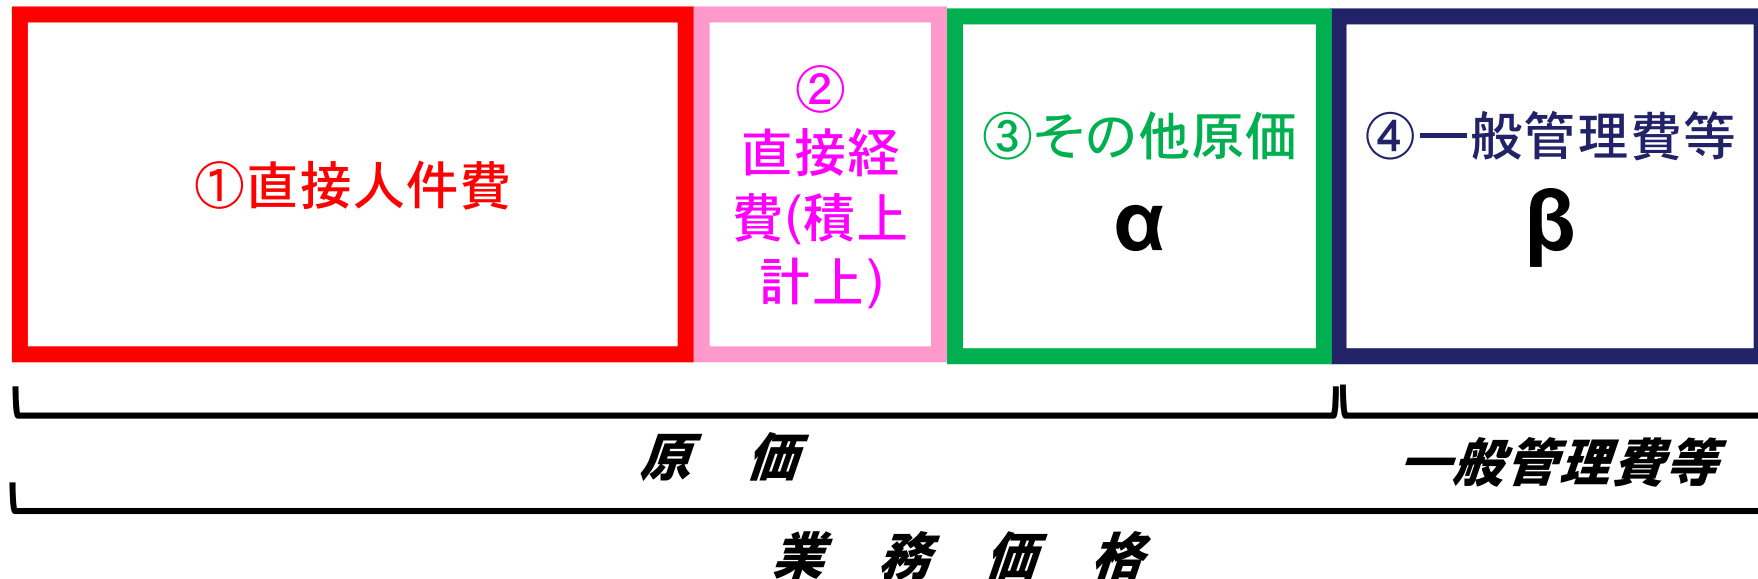 ①直接人件費
②
直接経
費(積上
計上)
③その他原価
α
④一般管理費等
β
原 価
一般管理費等
業 務 価 格